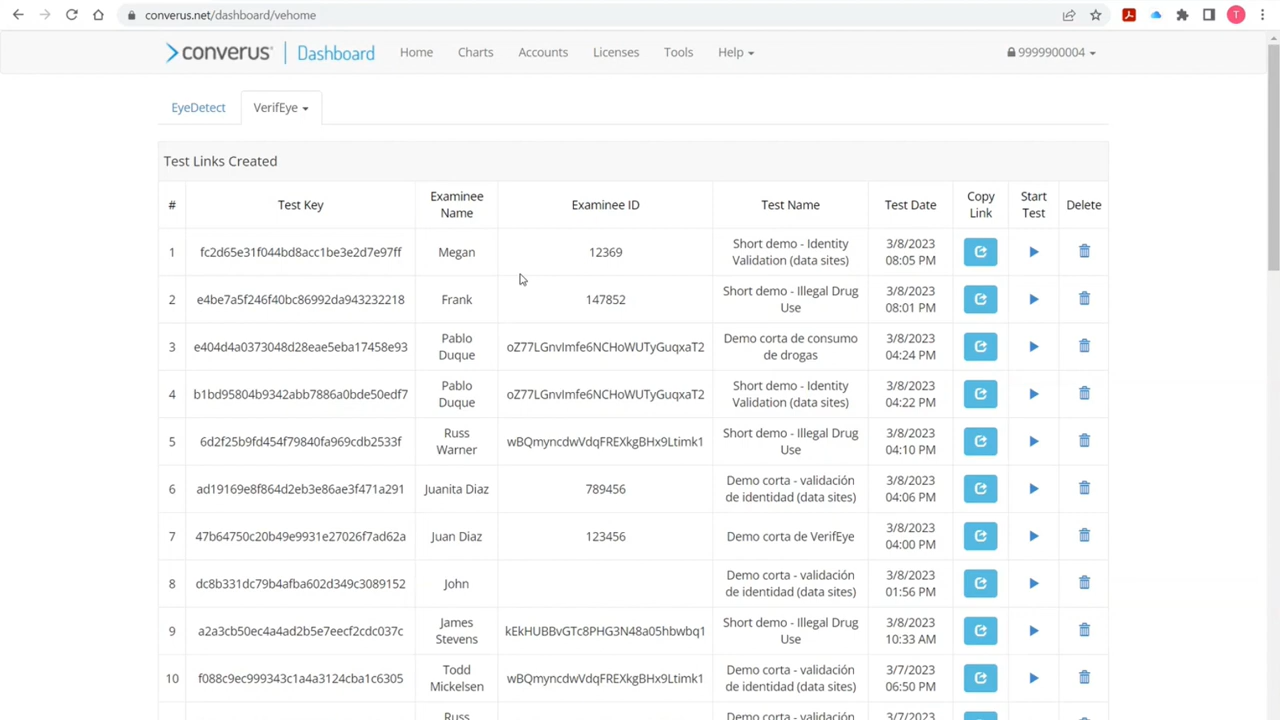 converus.net/dashboard/vehome
T
converus Dashboard Home Charts Accounts Licenses Tools Help 9999900004
EyeDetect VerifEye
Test Links Created
# Test Key Examinee Name Examinee ID Test Name Test Date Copy Link Start Test Delete
1 fc2d65e31f044bd8acc1be3e2d7e97ff Megan 12369 Short demo - Identity Validation (data sites) 3/8/2023 08:05 PM
2 e4be7a5f246f40bc86992da943232218 Frank 147852 Short demo - Illegal Drug Use 3/8/2023 08:01 PM
3 e404d4a0373048d28eae5eba17458e93 Pablo Duque oZ77LGnvImfe6NCHoWUTyGuqxaT2 Demo corta de consumo de drogas 3/8/2023 04:24 PM
4 b1bd95804b9342abb7886a0bde50edf7 Pablo Duque oZ77LGnvImfe6NCHoWUTyGuqxaT2 Short demo - Identity Validation (data sites) 3/8/2023 04:22 PM
5 6d2f25b9fd454f79840fa969cdb2533f Russ Warner wBQmyncdwVdqFREXkgBHx9Ltimk1 Short demo - Illegal Drug Use 3/8/2023 04:10 PM
6 ad19169e8f864d2eb3e86ae3f471a291 Juanita Diaz 789456 Demo corta - validación de identidad (data sites) 3/8/2023 04:06 PM
7 47b64750c20b49e9931e27026f7ad62a Juan Diaz 123456 Demo corta de VerifEye 3/8/2023 04:00 PM
8 dc8b331dc79b4afba602d349c3089152 John Demo corta - validación de identidad (data sites) 3/8/2023 01:56 PM
9 a2a3cb50ec4a4ad2b5e7eecf2cdc037c James Stevens kEkHUBBvGTc8PHG3N48a05hbwbq1 Short demo - Illegal Drug Use 3/8/2023 10:33 AM
10 f088c9ec999343c1a4a3124cba1c6305 Todd Mickelsen wBQmyncdwVdqFREXkgBHx9Ltimk1 Demo corta - validación de identidad (data sites) 3/7/2023 06:50 PM
Russ Demo corta - validación 3/7/2023